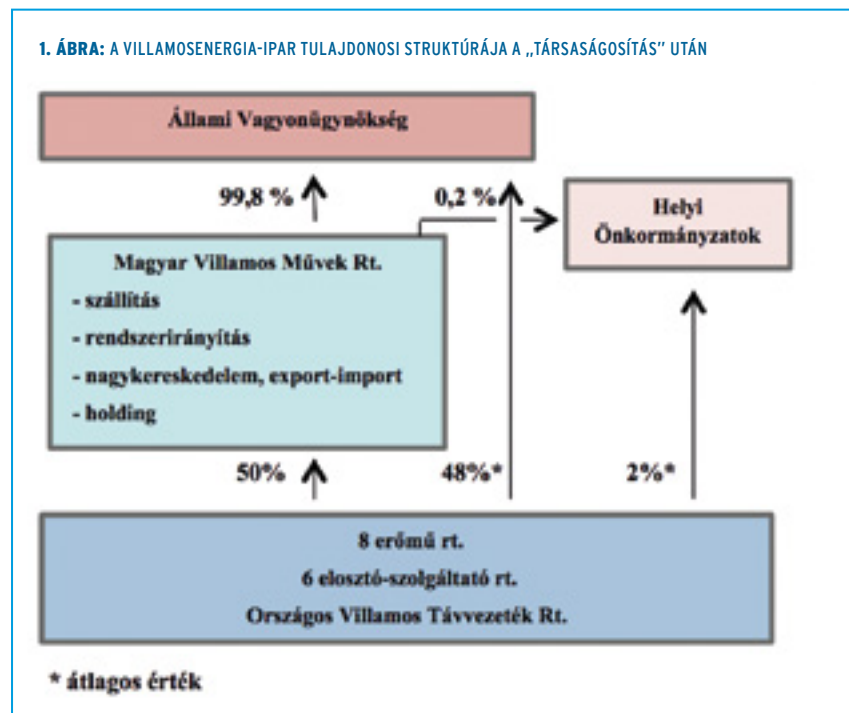 1. ÁBRA: A VILLAMOSENERGIA-IPAR TULAJDONOSI STRUKTÚRÁJA A „TÁRSASÁGOSÍTÁS” UTÁN
Állami Vagyonügynökség
99,8 %
0,2 %
Helyi
Önkormányzatok
Magyar Villamos Művek Rt.
- szállítás
- rendszerirányítás
- nagykereskedelem, export-import
- holding
50%
48%*
2%*
8 erőmű rt.
6 elosztó-szolgáltató rt.
Országos Villamos Távvezeték Rt.
* átlagos érték